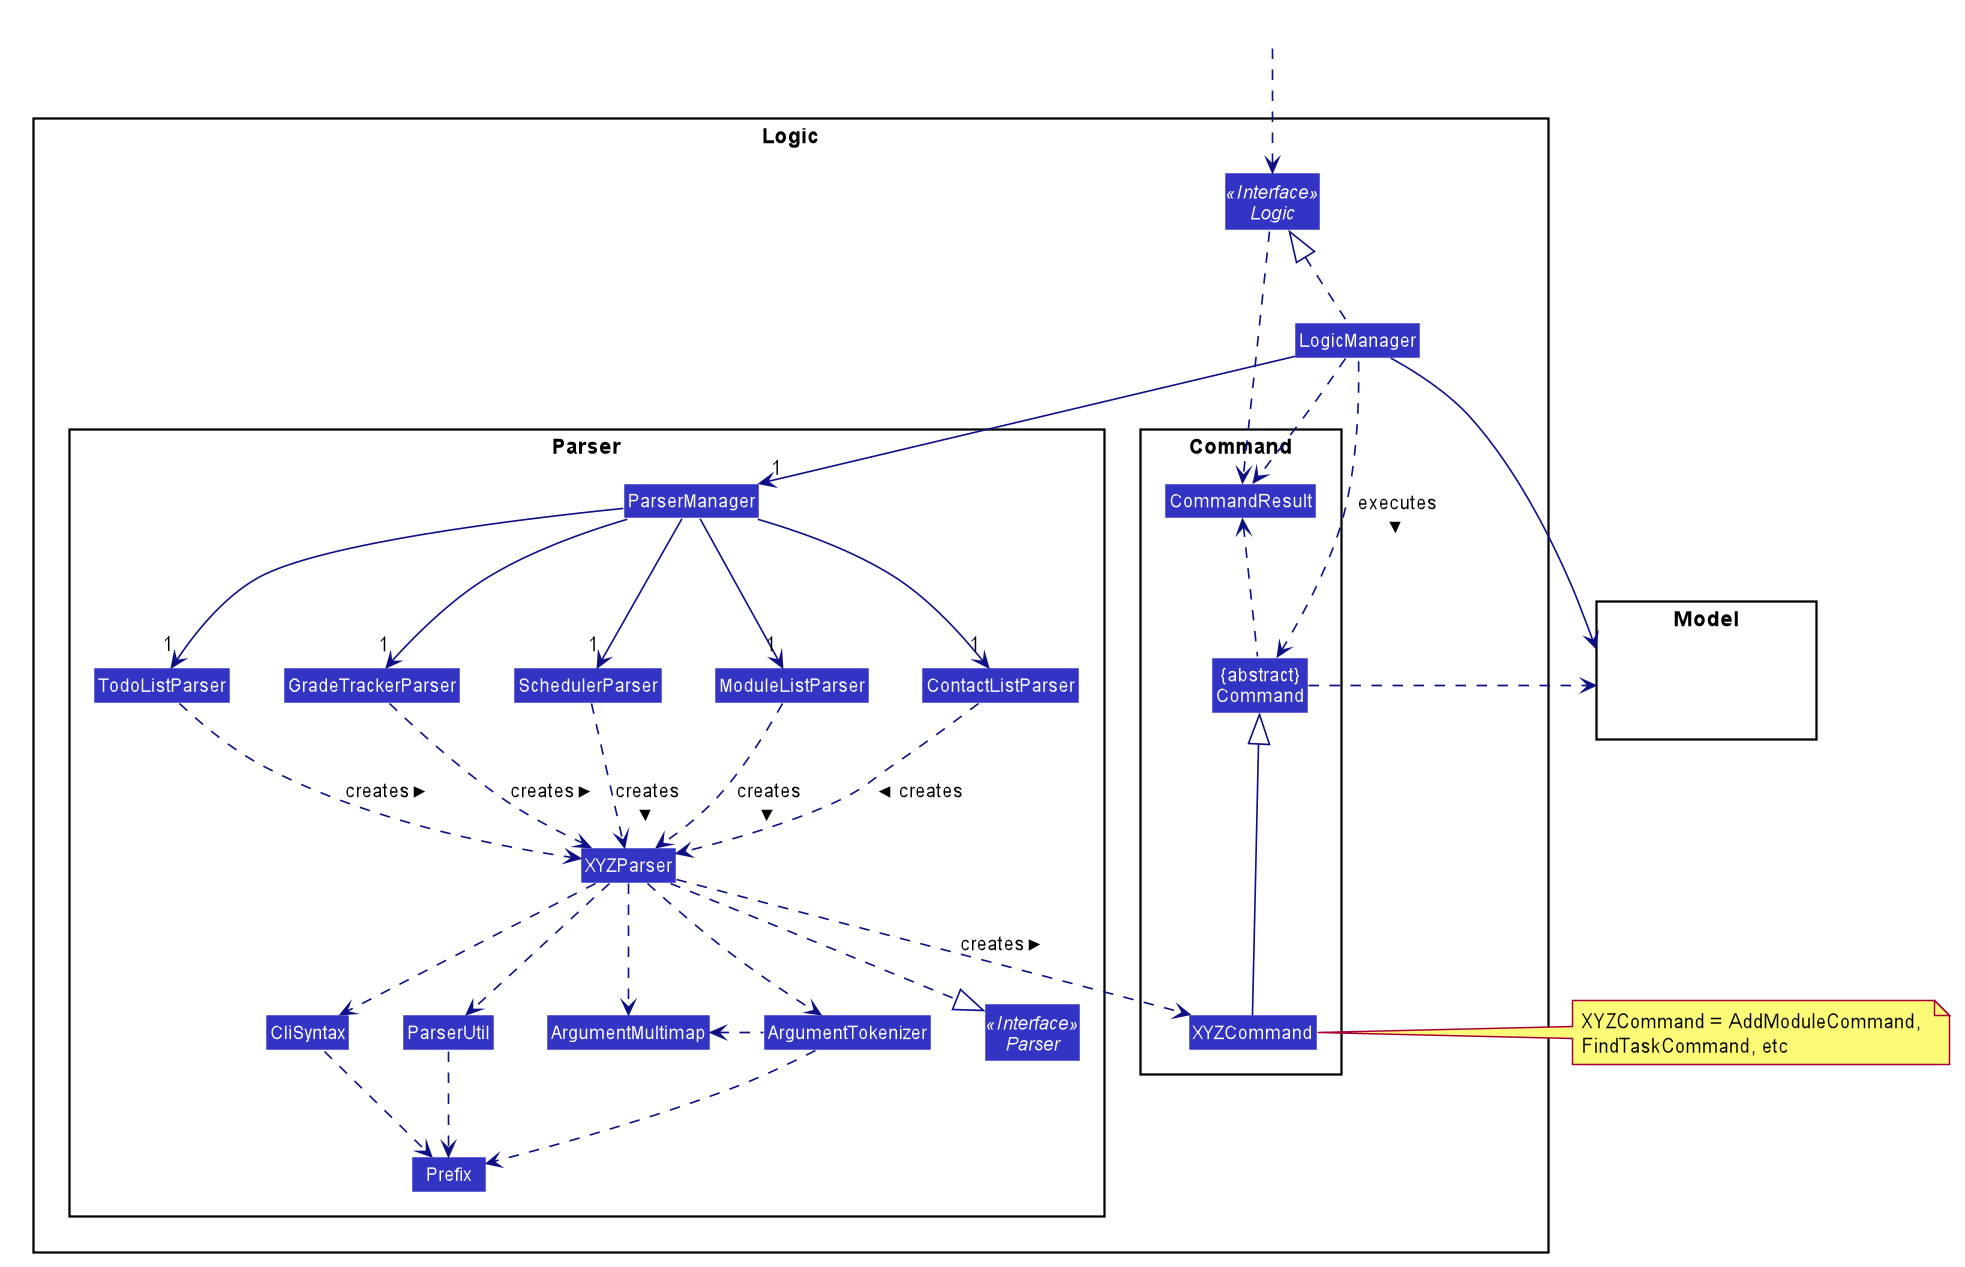 Logic
«Interface»
Logic
LogicManager
Parser
Command
1
ParserManager
CommandResult
executes
▼
Model
1
1
1
1
1
TodoListParser
GradeTrackerParser
SchedulerParser
ModuleListParser
ContactListParser
{abstract}
Command
creates ►
creates ►
creates
▼
creates
▼
◄ creates
XYZParser
creates ►
CliSyntax
ParserUtil
ArgumentMultimap
ArgumentTokenizer
«Interface»
Parser
XYZCommand
XYZCommand = AddModuleCommand,
FindTaskCommand, etc
Prefix